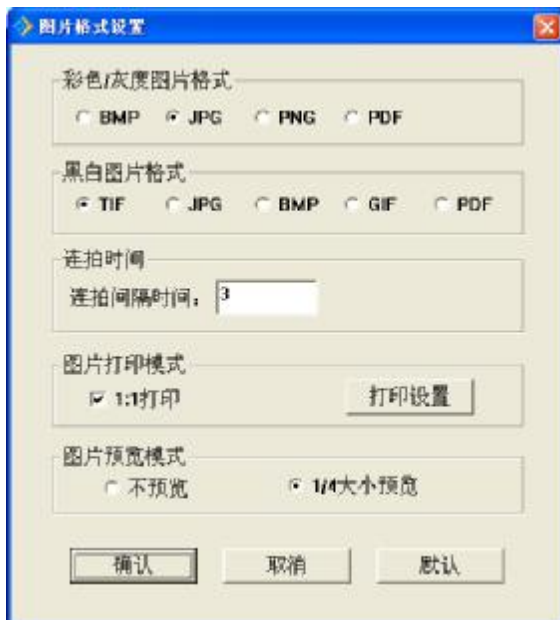 图片格式设置
彩色/灰度图片格式
BMP JPG PNG PDF
黑白图片格式
TIF JPG BMP GIF PDF
连拍时间
连拍间隔时间: 3
图片打印模式
1:1打印 打印设置
图片预览模式
不预览 1/4大小预览
确认 取消 默认